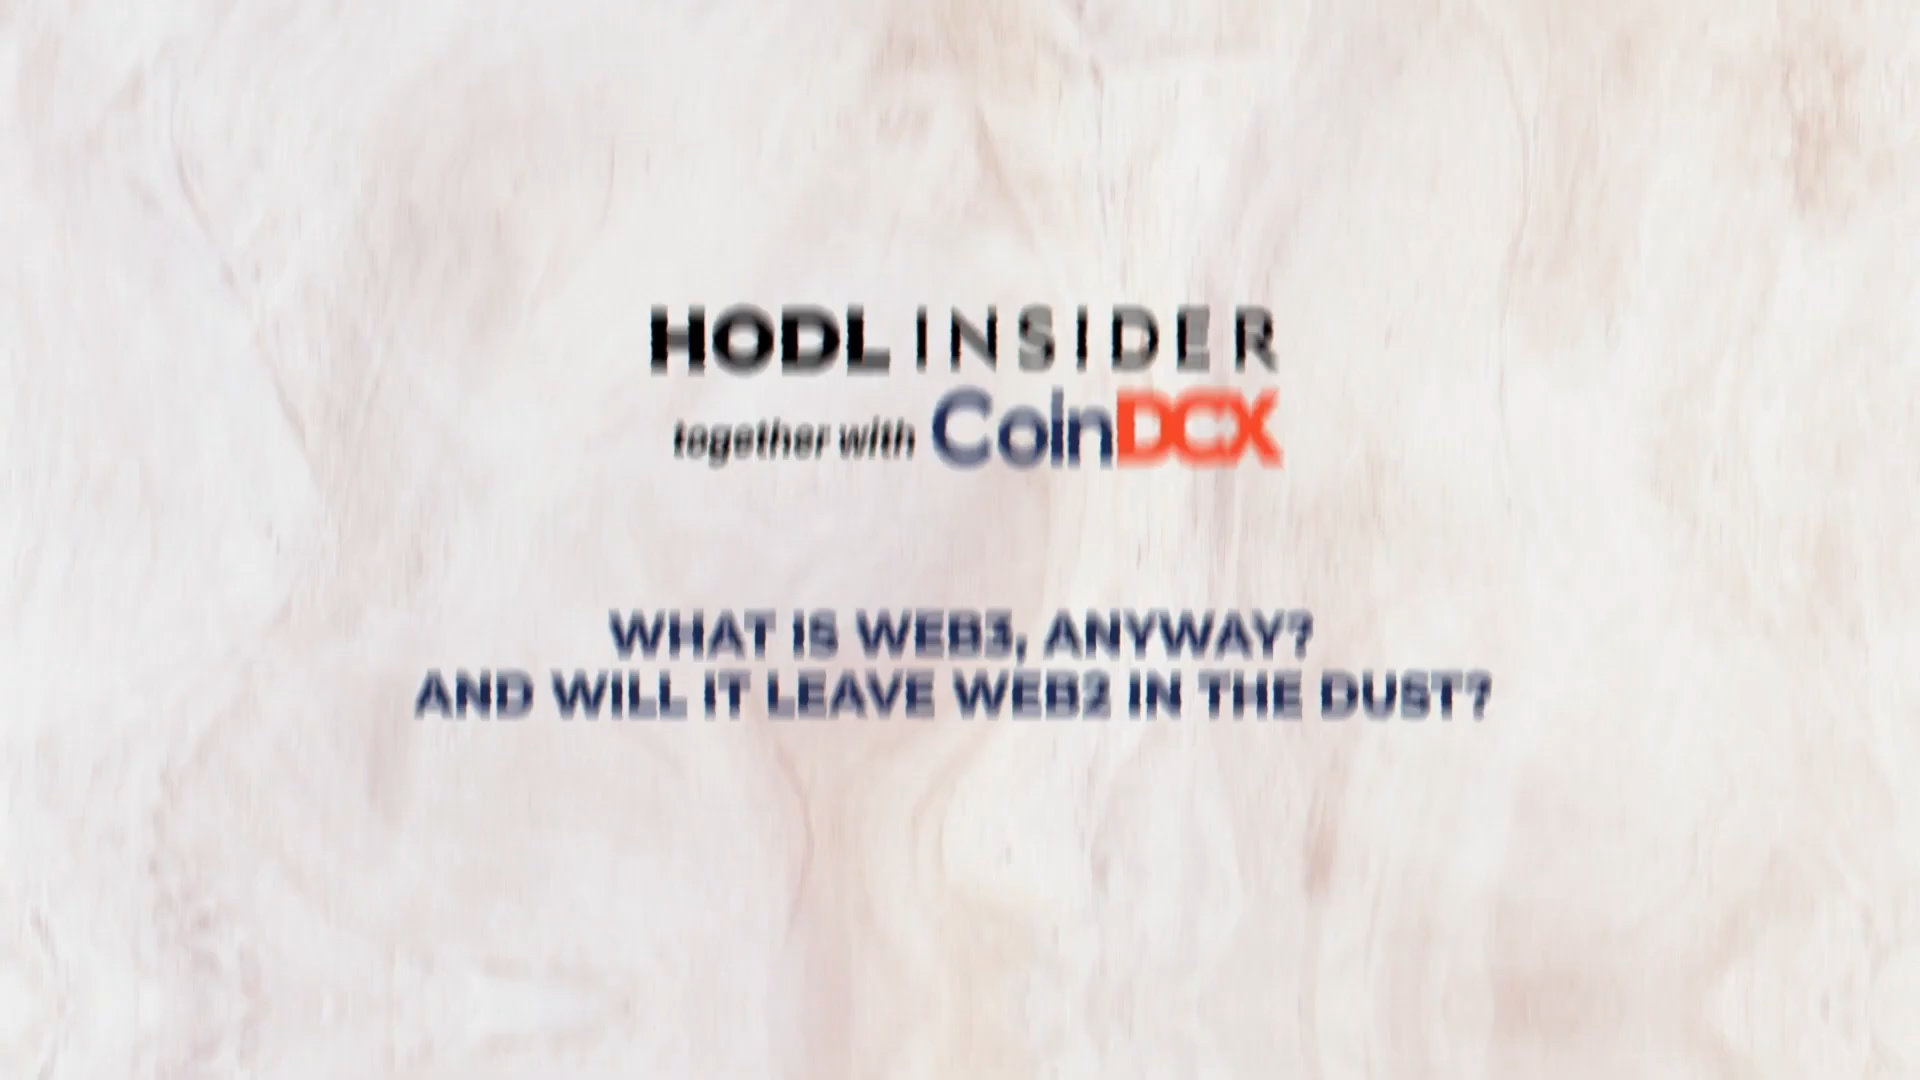 HODL INSIDER
together with CoinDCX
WHAT IS WEB3, ANYWAY?
AND WILL IT LEAVE WEB2 IN THE DUST?